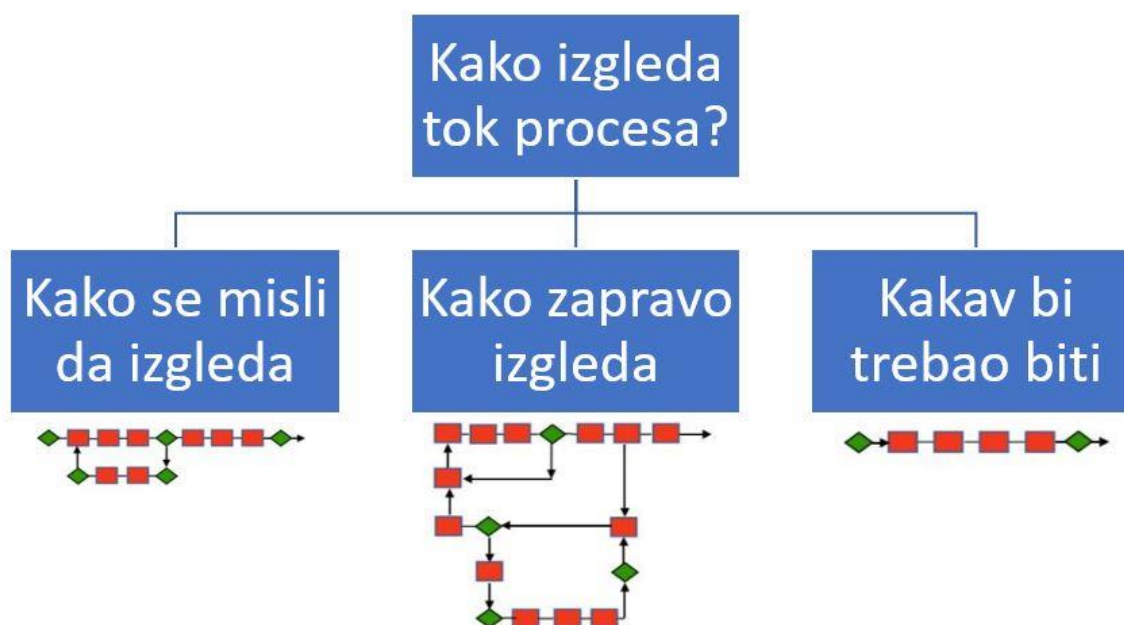 Kako izgleda
tok procesa?
Kako se misli
da izgleda
Kako zapravo
izgleda
Kakav bi
trebao biti